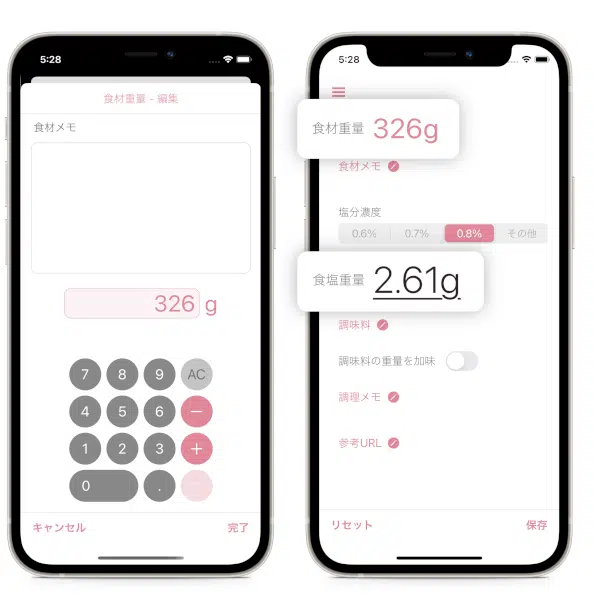 5:28
食材重量 - 編集
食材メモ
326 g
7 8 9 AC
4 5 6 −
1 2 3 +
0 .
キャンセル 完了
5:28
食材重量 326g
食材メモ
塩分濃度
0.6% 0.7% 0.8% その他
食塩重量 2.61g
調味料
調味料の重量を加味
調理メモ
参考URL
リセット 保存